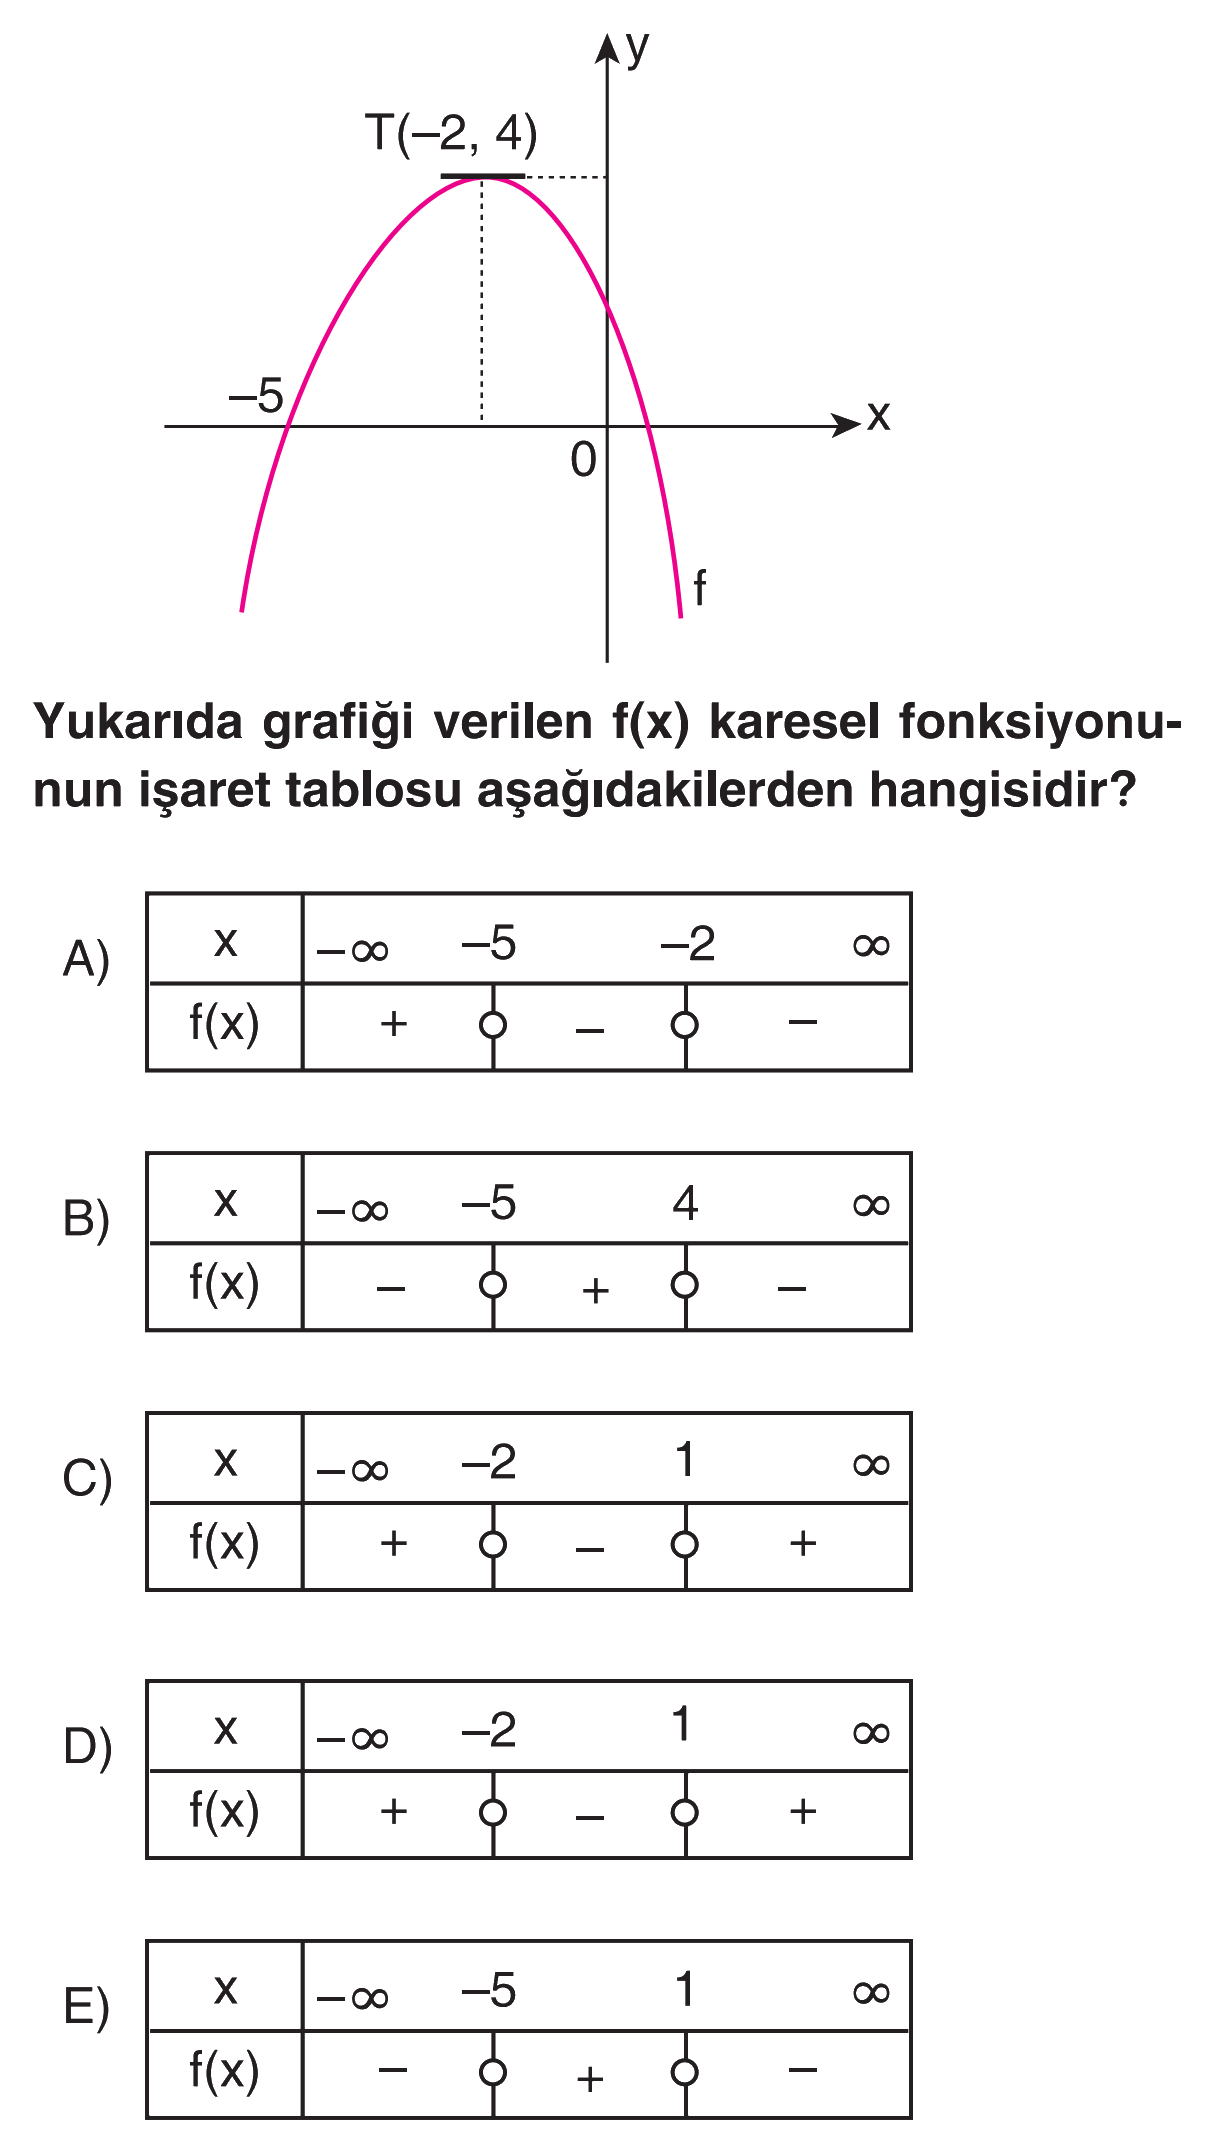 y
T(–2, 4)
–5
x
0
f
Yukarıda grafiği verilen f(x) karesel fonksiyonu-
nun işaret tablosu aşağıdakilerden hangisidir?
A) x –∞ –5 –2 ∞
f(x) + – –
B) x –∞ –5 4 ∞
f(x) – + –
C) x –∞ –2 1 ∞
f(x) + – +
D) x –∞ –2 1 ∞
f(x) + – +
E) x –∞ –5 1 ∞
f(x) – + –